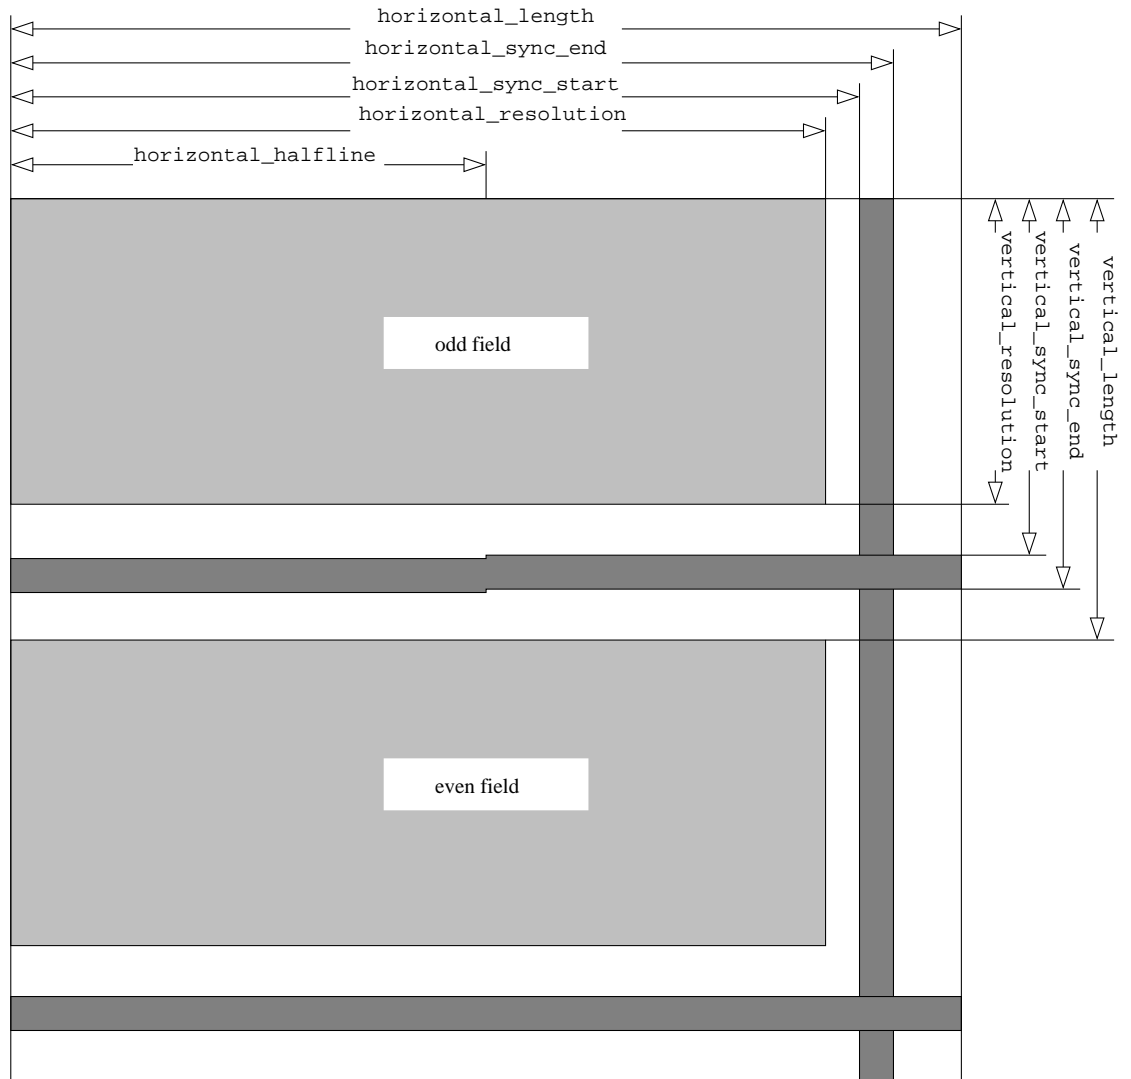 horizontal_length
horizontal_sync_end
horizontal_sync_start
horizontal_resolution
horizontal_halfline
vertical_resolution
vertical_sync_start
vertical_sync_end
vertical_length
odd field
even field